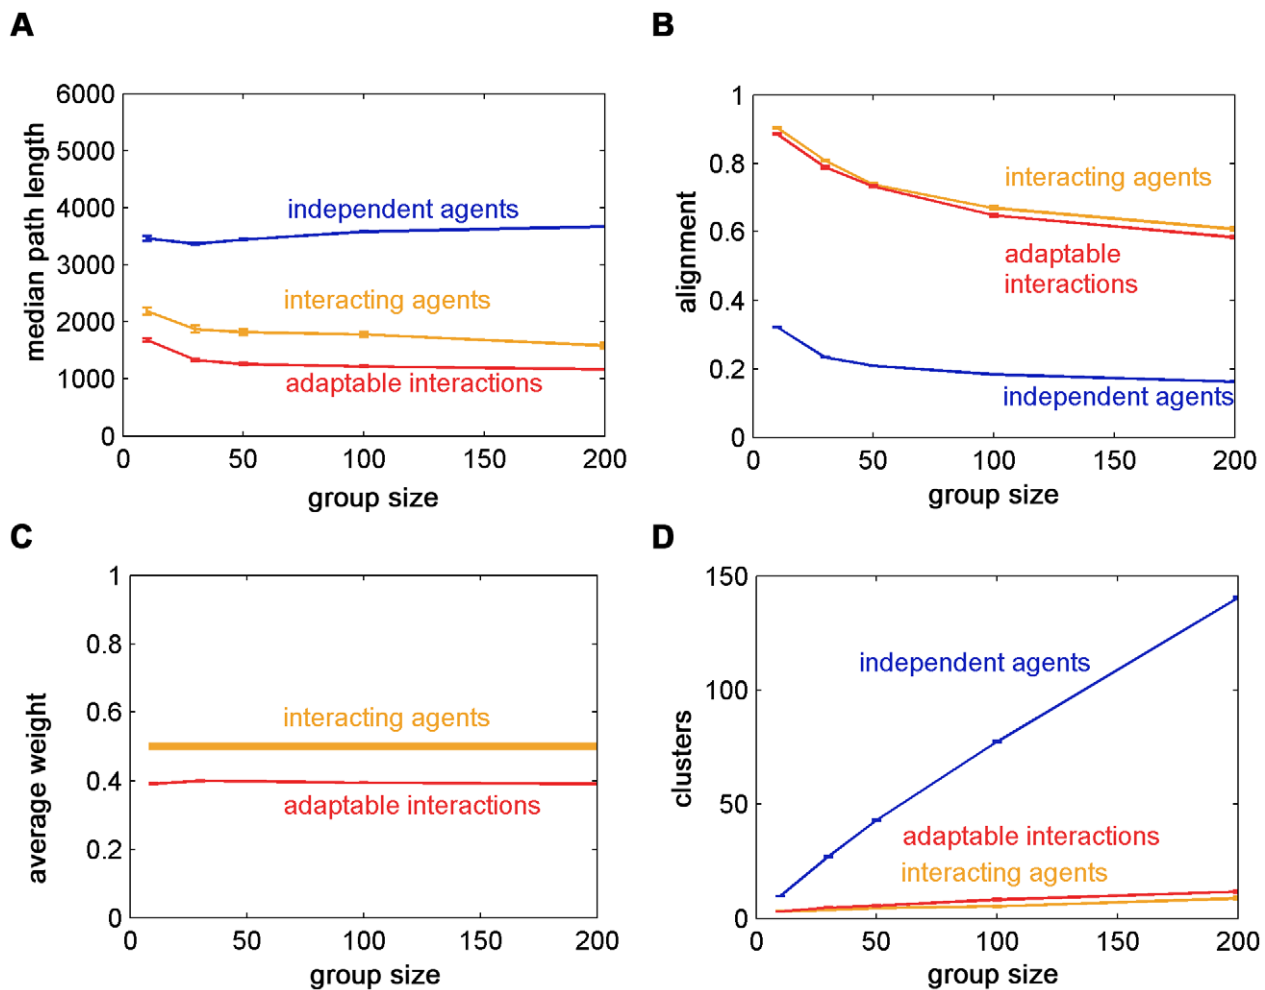 A
6000
5000
4000
3000
2000
1000
0
median path length
independent agents
interacting agents
adaptable interactions
0 50 100 150 200
group size
B
1
0.8
0.6
0.4
0.2
0
alignment
interacting agents
adaptable
interactions
independent agents
0 50 100 150 200
group size
C
1
0.8
0.6
0.4
0.2
0
average weight
interacting agents
adaptable interactions
0 50 100 150 200
group size
D
150
100
50
0
clusters
independent agents
adaptable interactions
interacting agents
0 50 100 150 200
group size